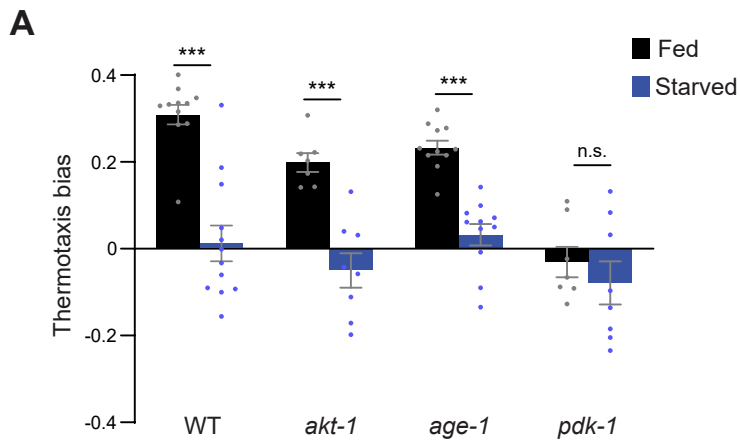 A
Fed
Starved
***
***
***
n.s.
0.4
0.2
0
-0.2
-0.4
Thermotaxis bias
WT
akt-1
age-1
pdk-1